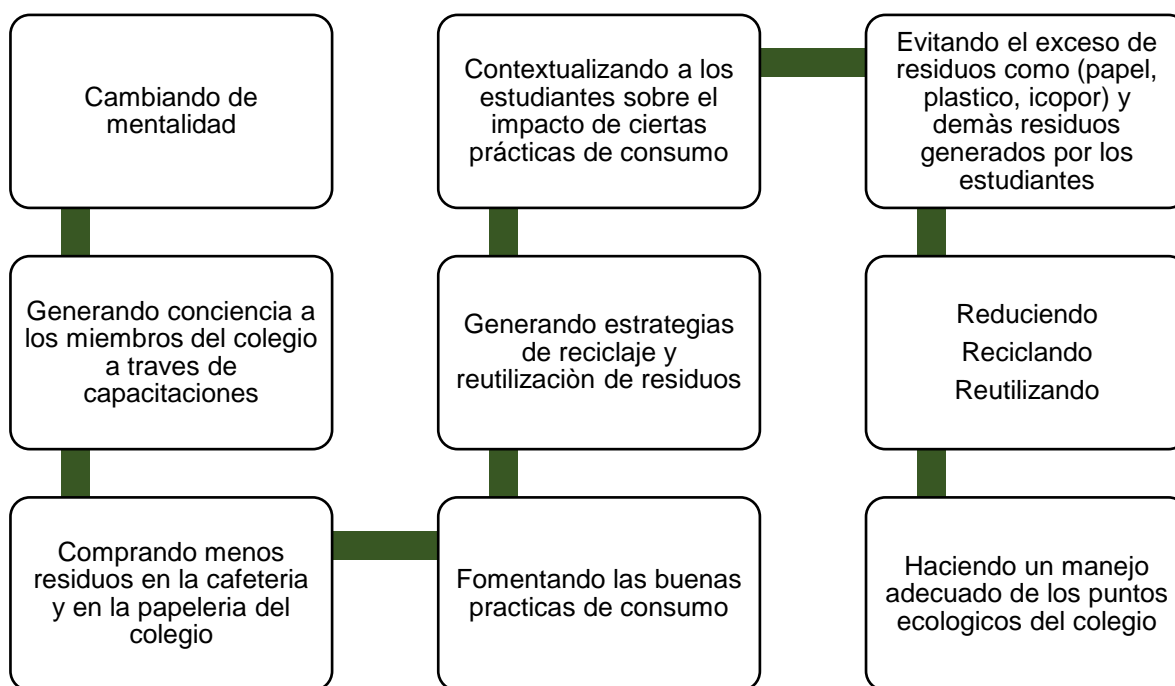 Cambiando de
mentalidad
Generando conciencia a
los miembros del colegio
a traves de
capacitaciones
Comprando menos
residuos en la cafeteria
y en la papeleria del
colegio
Fomentando las buenas
practicas de consumo
Generando estrategias
de reciclaje y
reutilizaciòn de residuos
Contextualizando a los
estudiantes sobre el
impacto de ciertas
prácticas de consumo
Evitando el exceso de
residuos como (papel,
plastico, icopor) y
demàs residuos
generados por los
estudiantes
Reduciendo
Reciclando
Reutilizando
Haciendo un manejo
adecuado de los puntos
ecologicos del colegio